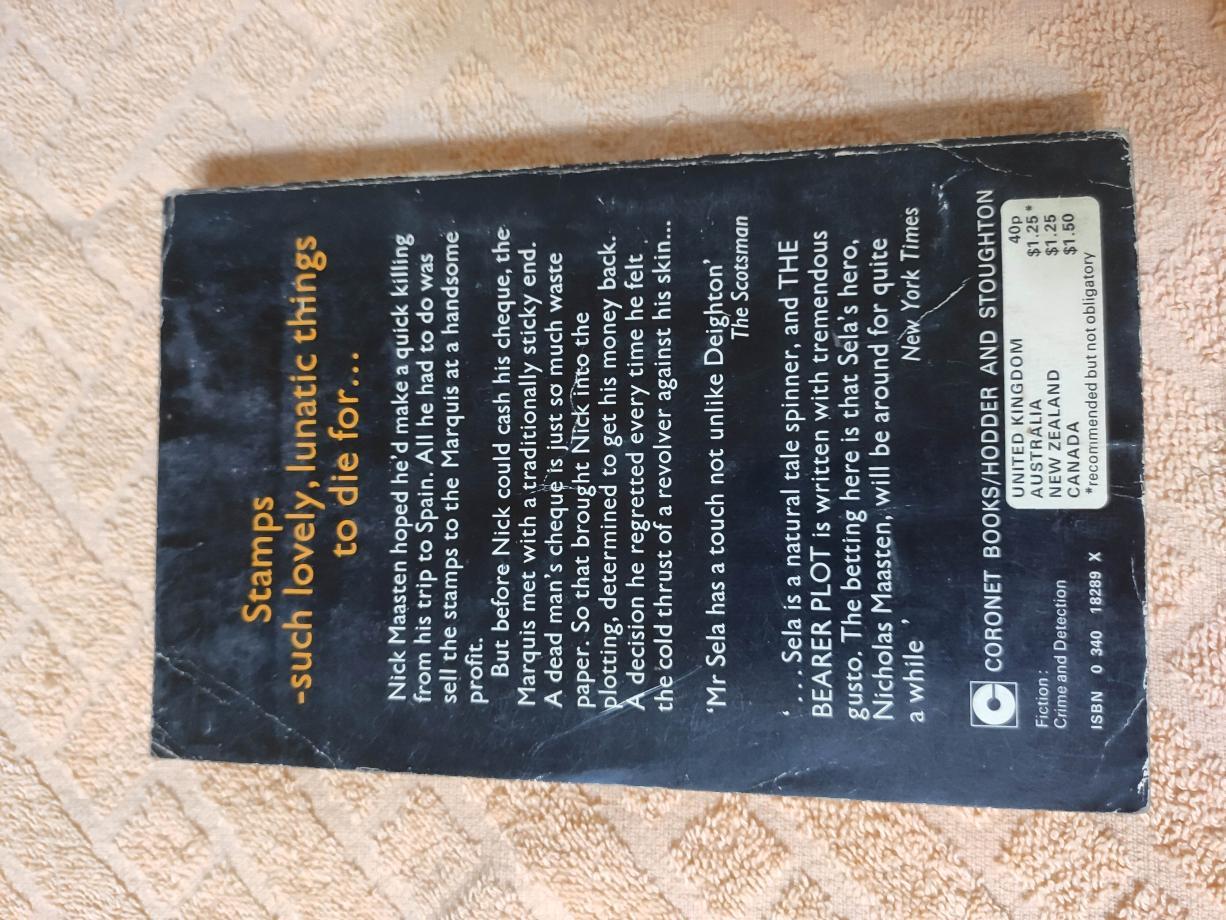 Stamps
-such lovely, lunatic things
to die for...
Nick Maasten hoped he'd make a quick killing
from his trip to Spain. All he had to do was
sell the stamps to the Marquis at a handsome
profit.
But before Nick could cash his cheque, the
Marquis met with a traditionally sticky end.
A dead man's cheque is just so much waste
paper. So that brought Nick into the
plotting, determined to get his money back.
A decision he regretted every time he felt
the cold thrust of a revolver against his skin...
'Mr Sela has a touch not unlike Deighton'
The Scotsman
'... Sela is a natural tale spinner, and THE
BEARER PLOT is written with tremendous
gusto. The betting here is that Sela's hero,
Nicholas Maasten, will be around for quite
a while'
New York Times
C CORONET BOOKS/HODDER AND STOUGHTON
Fiction:
Crime and Detection
ISBN 0 340 18289 X
UNITED KINGDOM 40p
AUSTRALIA $1.25*
NEW ZEALAND $1.25
CANADA $1.50
*recommended but not obligatory